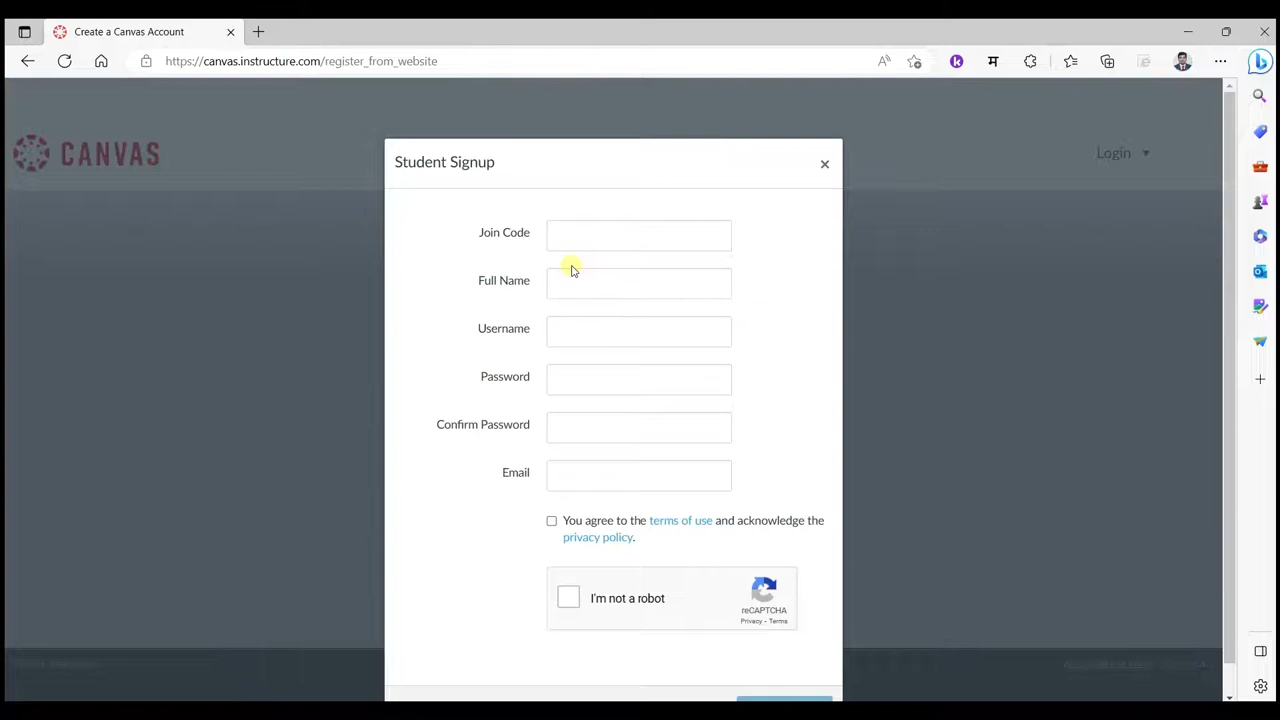 Create a Canvas Account
https://canvas.instructure.com/register_from_website
CANVAS
Login
Student Signup
Join Code
Full Name
Username
Password
Confirm Password
Email
You agree to the terms of use and acknowledge the
privacy policy.
I'm not a robot
reCAPTCHA
Privacy - Terms